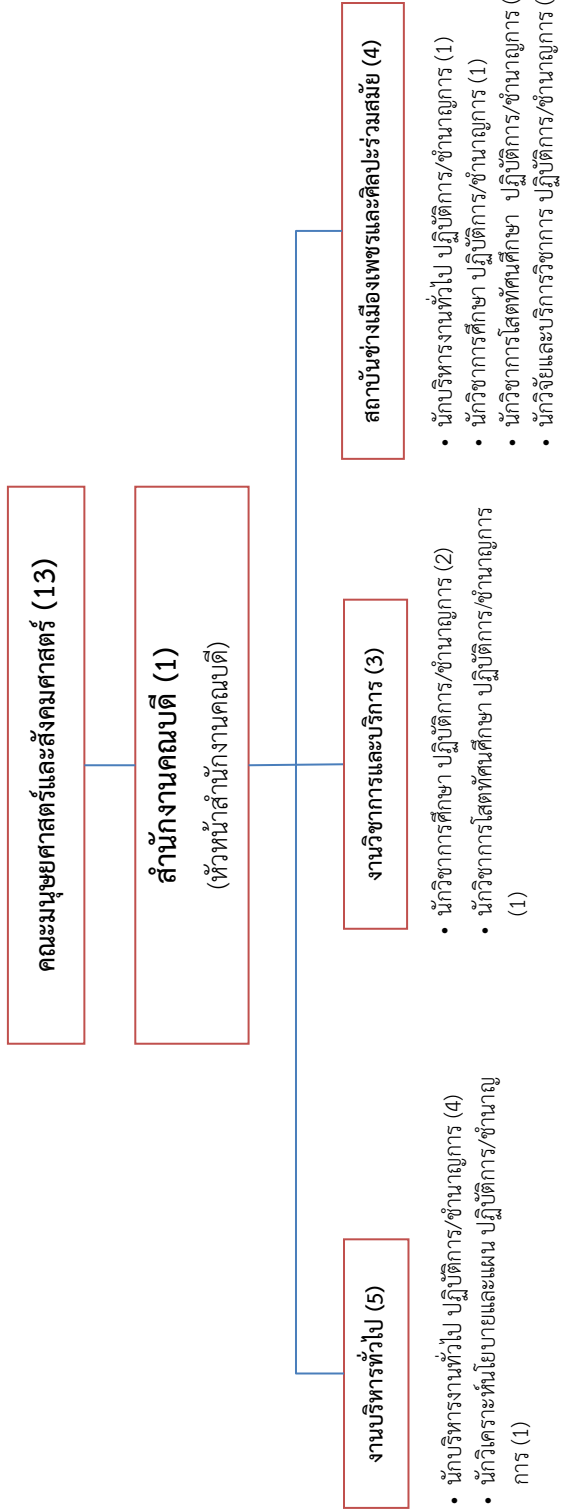 คณะมนุษยศาสตร์และสังคมศาสตร์ (13)
สำนักงานคณบดี (1)
(หัวหน้าสำนักงานคณบดี)
งานบริหารทั่วไป (5)
• นักบริหารงานทั่วไป ปฏิบัติการ/ชำนาญการ (4)
• นักวิเคราะห์นโยบายและแผน ปฏิบัติการ/ชำนาญ
การ (1)
งานวิชาการและบริการ (3)
• นักวิชาการศึกษา ปฏิบัติการ/ชำนาญการ (2)
• นักวิชาการโสตทัศนศึกษา ปฏิบัติการ/ชำนาญการ
(1)
สถาบันช่างเมืองเพชรและศิลปะร่วมสมัย (4)
• นักบริหารงานทั่วไป ปฏิบัติการ/ชำนาญการ (1)
• นักวิชาการศึกษา ปฏิบัติการ/ชำนาญการ (1)
• นักวิชาการโสตทัศนศึกษา ปฏิบัติการ/ชำนาญการ (
• นักวิจัยและบริการวิชาการ ปฏิบัติการ/ชำนาญการ (